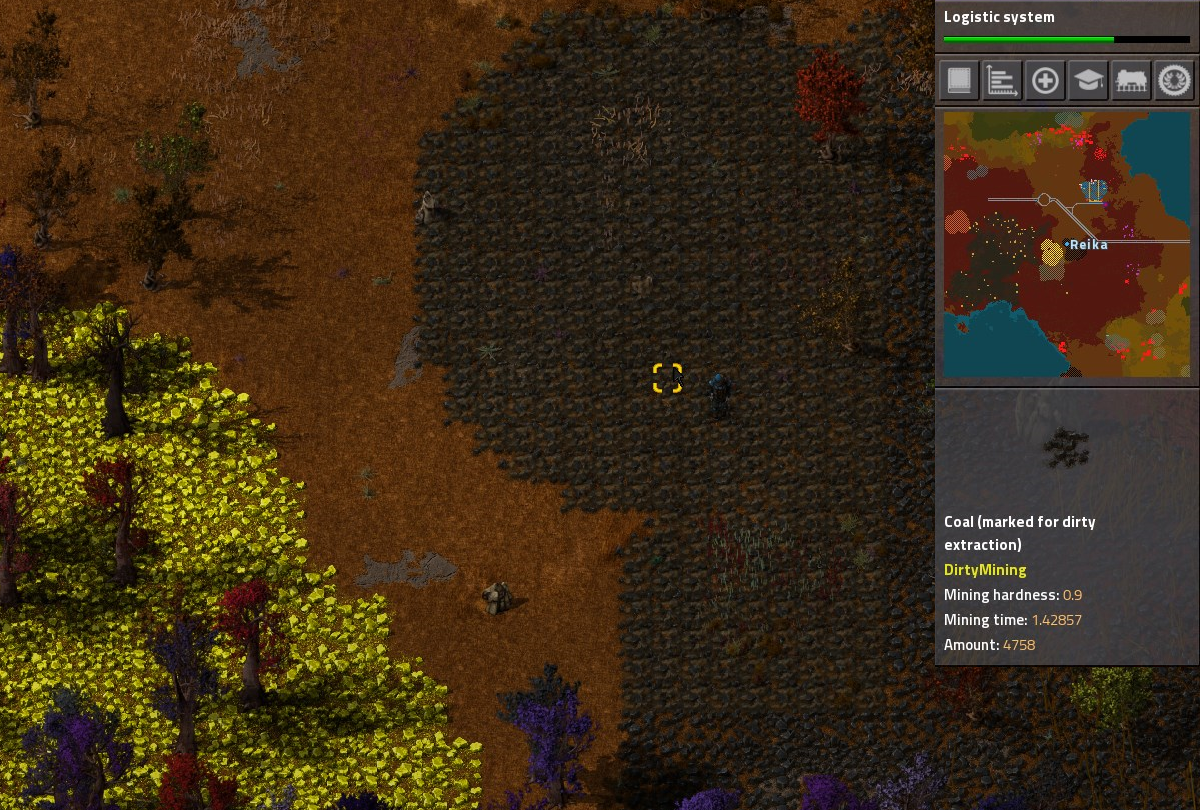 Logistic system
Reika
Coal (marked for dirty
extraction)
DirtyMining
Mining hardness: 0.9
Mining time: 1.42857
Amount: 4758